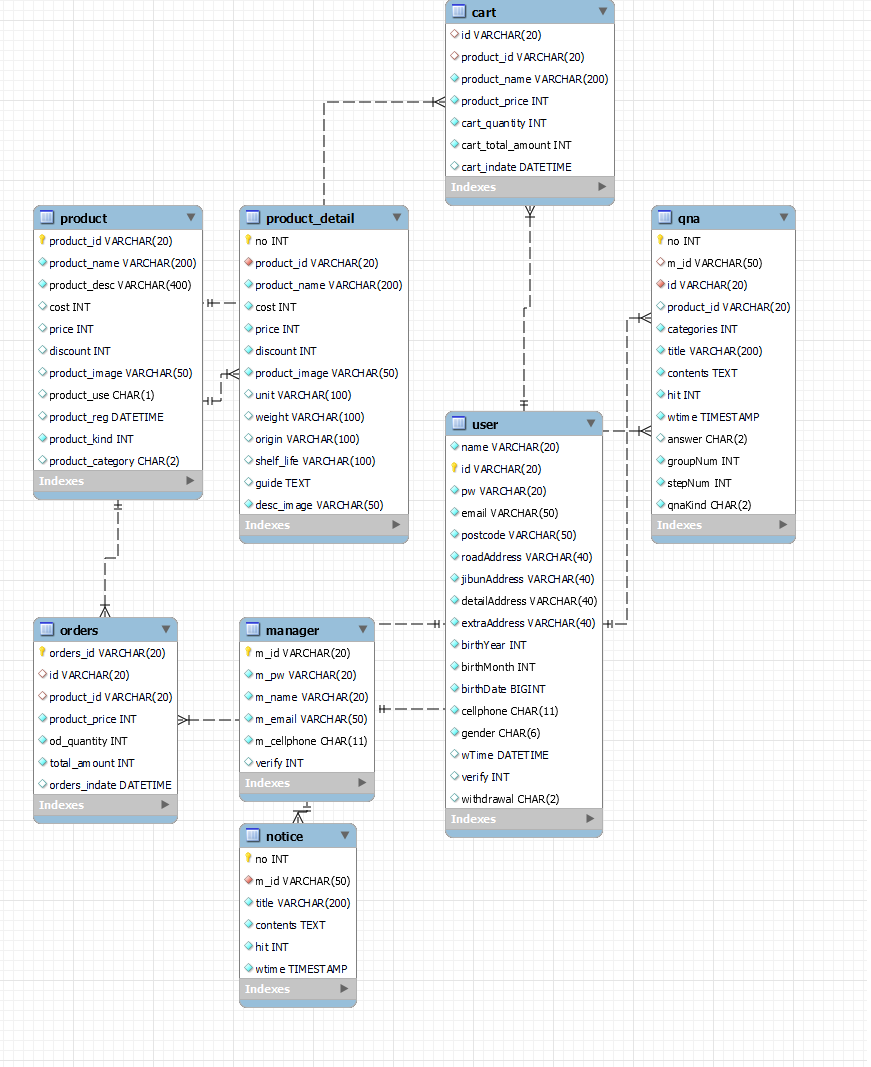 cart
id VARCHAR(20)
product_id VARCHAR(20)
product_name VARCHAR(200)
product_price INT
cart_quantity INT
cart_total_amount INT
cart_indate DATETIME
Indexes
product
product_id VARCHAR(20)
product_name VARCHAR(200)
product_desc VARCHAR(400)
cost INT
price INT
discount INT
product_image VARCHAR(50)
product_use CHAR(1)
product_reg DATETIME
product_kind INT
product_category CHAR(2)
Indexes
product_detail
no INT
product_id VARCHAR(20)
product_name VARCHAR(200)
cost INT
price INT
discount INT
product_image VARCHAR(50)
unit VARCHAR(100)
weight VARCHAR(100)
origin VARCHAR(100)
shelf_life VARCHAR(100)
guide TEXT
desc_image VARCHAR(50)
Indexes
qna
no INT
m_id VARCHAR(50)
id VARCHAR(20)
product_id VARCHAR(20)
categories INT
title VARCHAR(200)
contents TEXT
hit INT
wtime TIMESTAMP
answer CHAR(2)
groupNum INT
stepNum INT
qnaKind CHAR(2)
Indexes
user
name VARCHAR(20)
id VARCHAR(20)
pw VARCHAR(20)
email VARCHAR(50)
postcode VARCHAR(50)
roadAddress VARCHAR(40)
jibunAddress VARCHAR(40)
detailAddress VARCHAR(40)
extraAddress VARCHAR(40)
birthYear INT
birthMonth INT
birthDate BIGINT
cellphone CHAR(11)
gender CHAR(6)
wTime DATETIME
verify INT
withdrawal CHAR(2)
Indexes
orders
orders_id VARCHAR(20)
id VARCHAR(20)
product_id VARCHAR(20)
product_price INT
od_quantity INT
total_amount INT
orders_indate DATETIME
Indexes
manager
m_id VARCHAR(20)
m_pw VARCHAR(20)
m_name VARCHAR(20)
m_email VARCHAR(50)
m_cellphone CHAR(11)
verify INT
Indexes
notice
no INT
m_id VARCHAR(50)
title VARCHAR(200)
contents TEXT
hit INT
wtime TIMESTAMP
Indexes